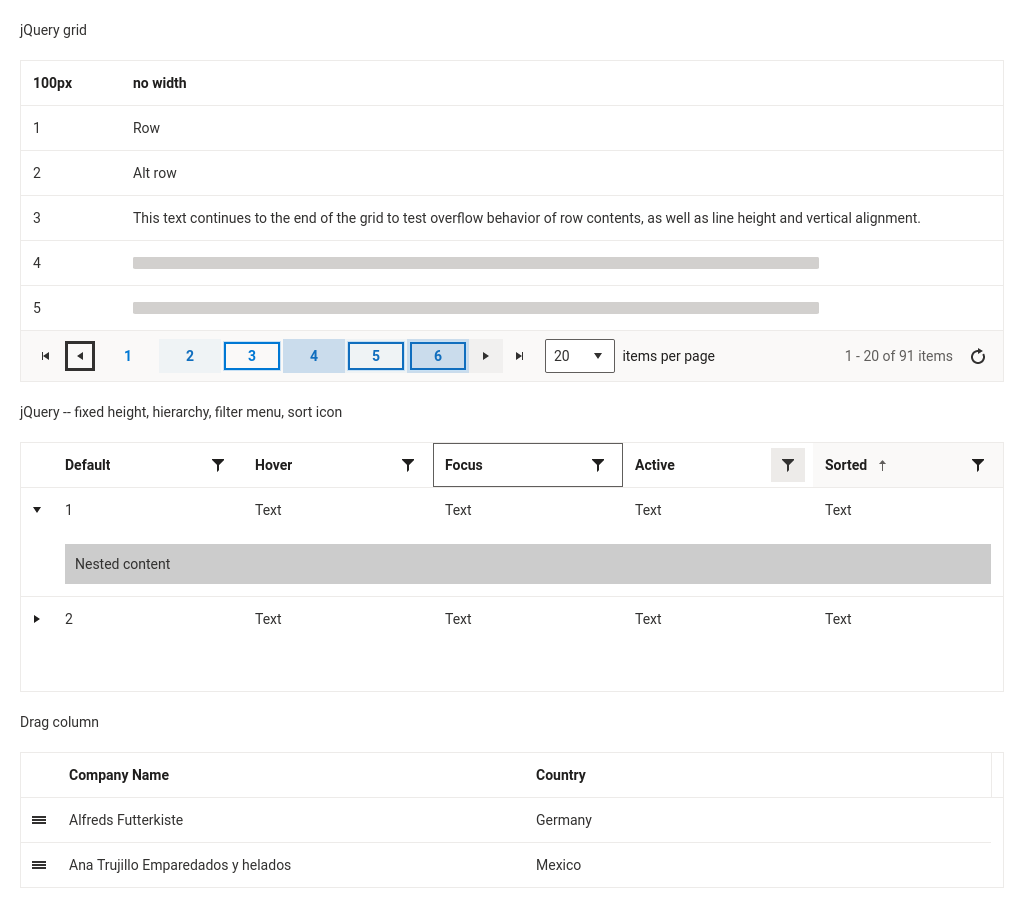 jQuery grid
100px no width
1 Row
2 Alt row
3 This text continues to the end of the grid to test overflow behavior of row contents, as well as line height and vertical alignment.
4
5
1 2 3 4 5 6 20 items per page 1 - 20 of 91 items
jQuery -- fixed height, hierarchy, filter menu, sort icon
Default Hover Focus Active Sorted
1 Text Text Text Text
Nested content
2 Text Text Text Text
Drag column
Company Name Country
Alfreds Futterkiste Germany
Ana Trujillo Emparedados y helados Mexico